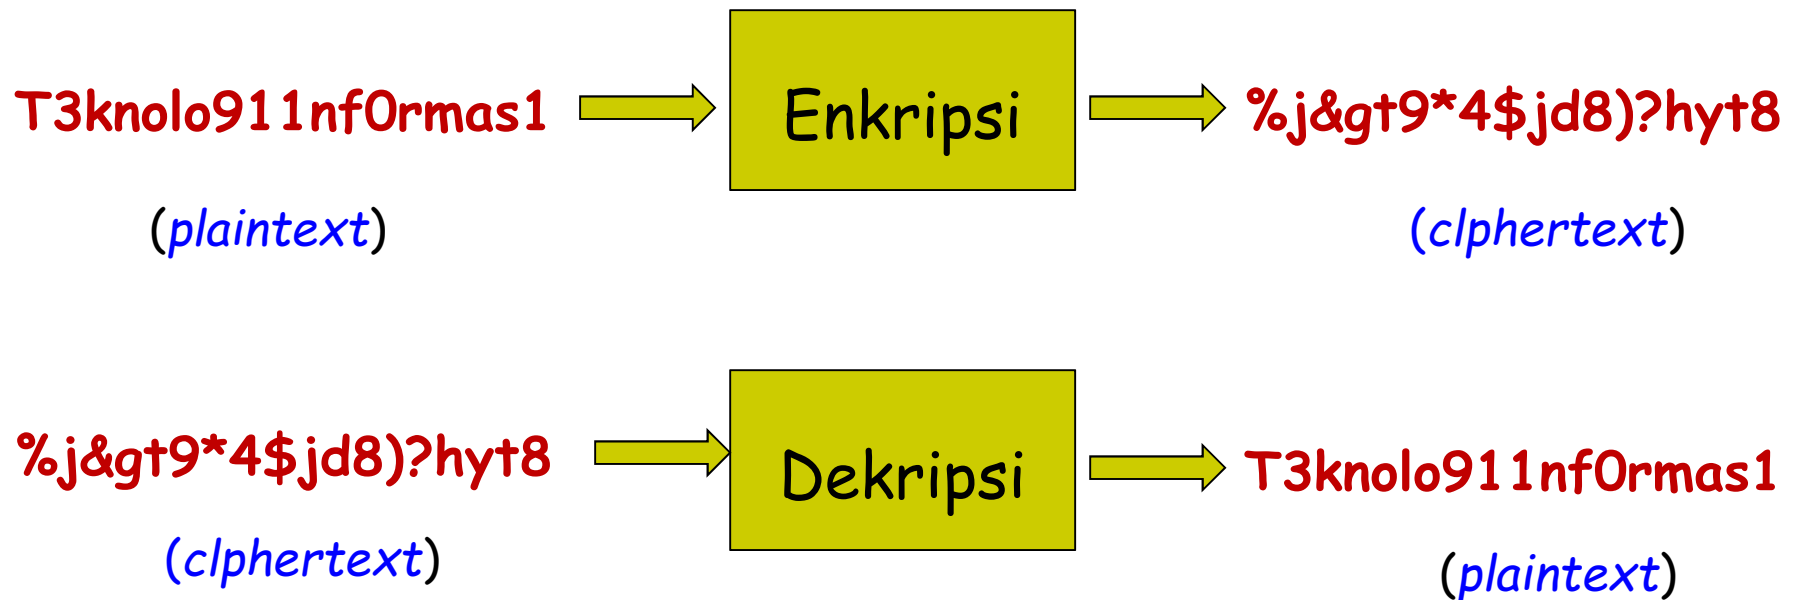 T3knolo911nf0rmas1 Enkripsi %j&gt9*4$jd8)?hyt8
(plaintext) (clphertext)
%j&gt9*4$jd8)?hyt8 Dekripsi T3knolo911nf0rmas1
(clphertext) (plaintext)